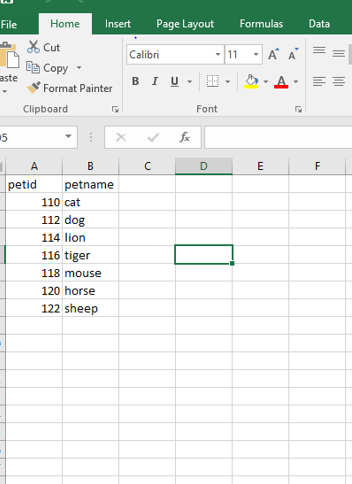 File Home Insert Page Layout Formulas Data
Cut
Copy
Format Painter
Calibri 11 A A
B I U A
Clipboard Font
fx
A B C D E F
petid petname
110 cat
112 dog
114 lion
116 tiger
118 mouse
120 horse
122 sheep